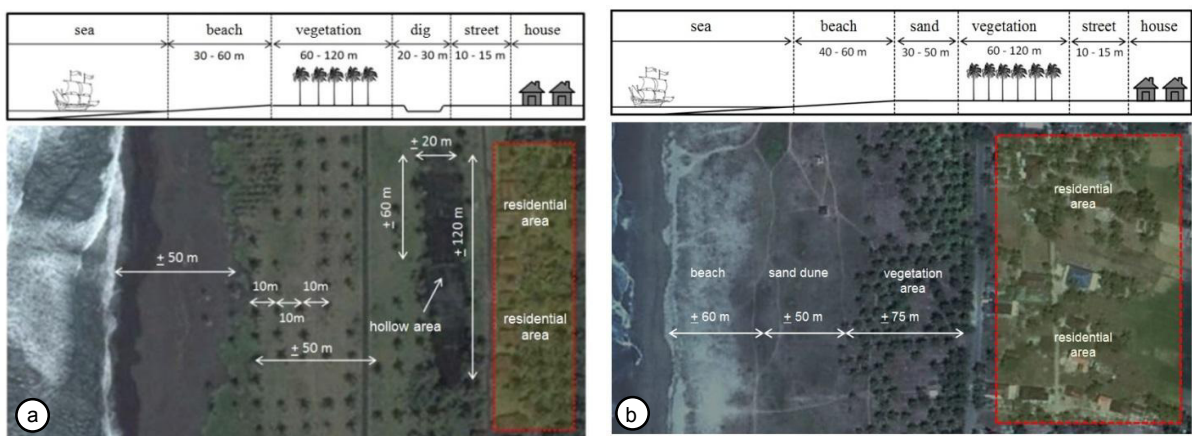 sea beach vegetation dig street house
30 - 60 m 60 - 120 m 20 - 30 m 10 - 15 m
± 20 m
± 60 m
± 120 m
residential
area
± 50 m
10m 10m
10m
hollow area
residential
area
± 50 m
a
sea beach sand vegetation street house
40 - 60 m 30 - 50 m 60 - 120 m 10 - 15 m
residential
area
beach sand dune vegetation
area
± 60 m ± 50 m ± 75 m
residential
area
b